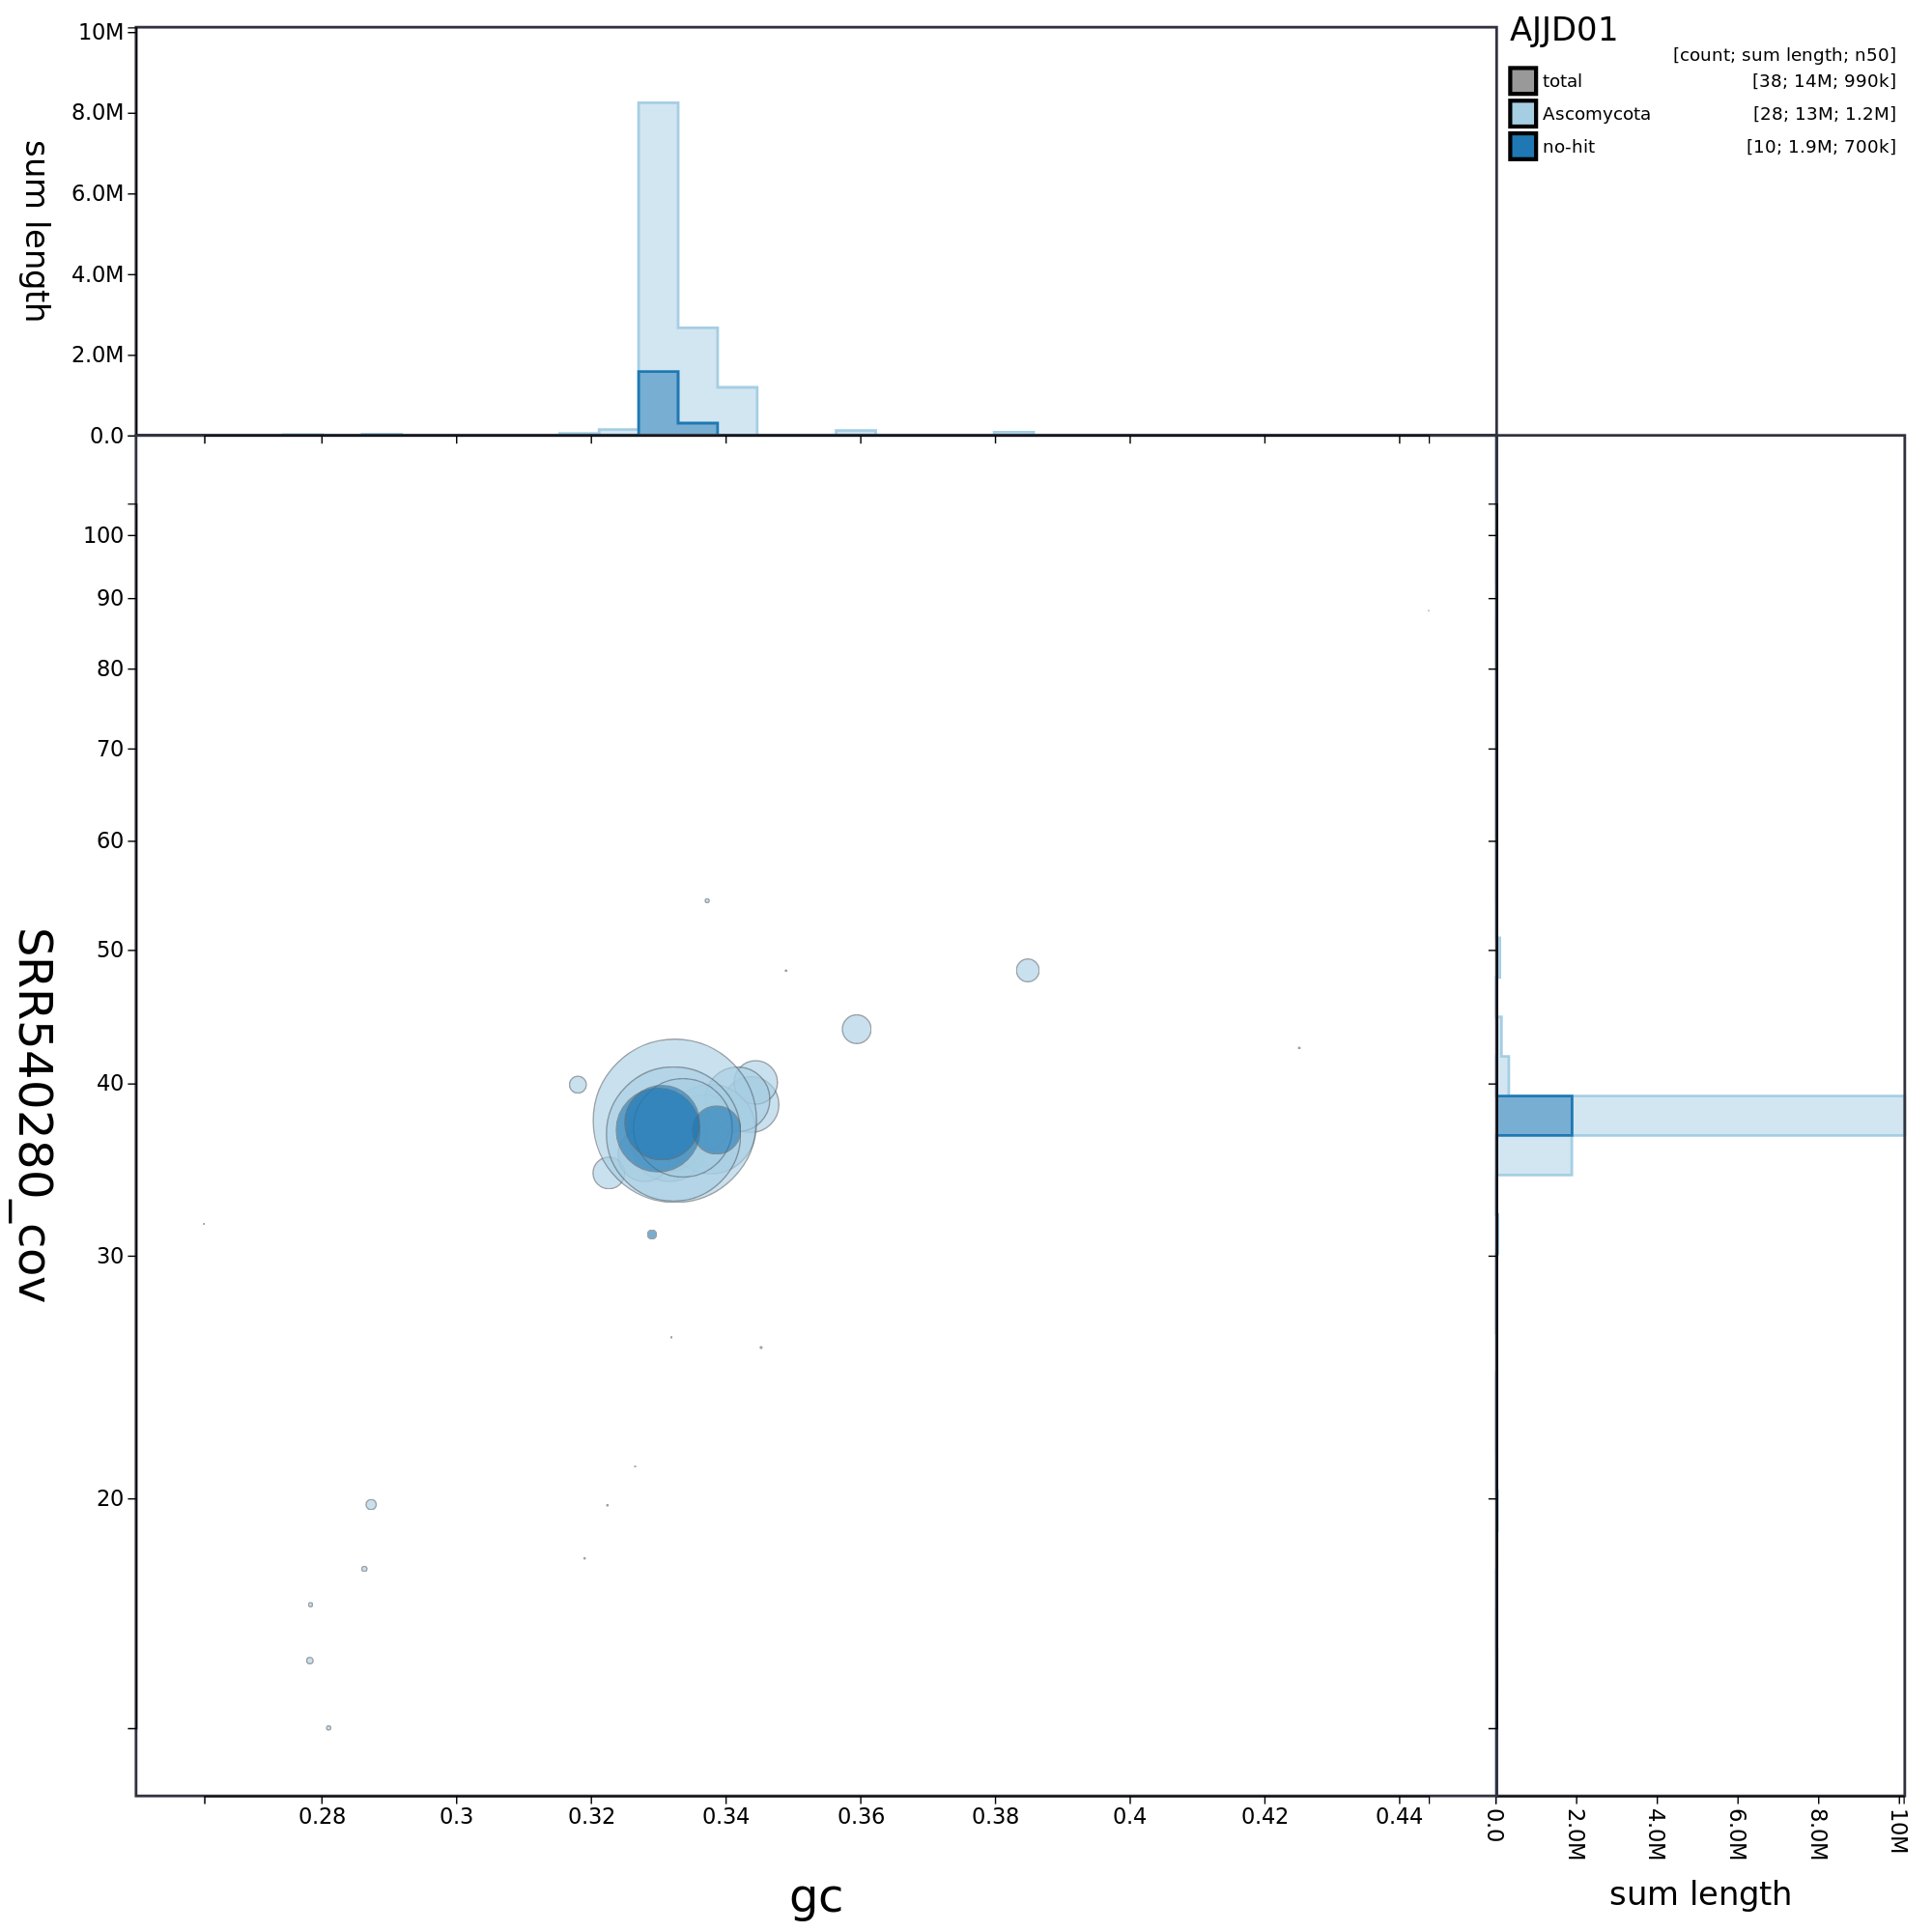 AJJD01
[count; sum length; n50]
total [38; 14M; 990k]
Ascomycota [28; 13M; 1.2M]
no-hit [10; 1.9M; 700k]
sum length
10M
8.0M
6.0M
4.0M
2.0M
0.0
SRR540280_cov
100
90
80
70
60
50
40
30
20
0.28 0.3 0.32 0.34 0.36 0.38 0.4 0.42 0.44
gc
0.0 2.0M 4.0M 6.0M 8.0M 10M
sum length